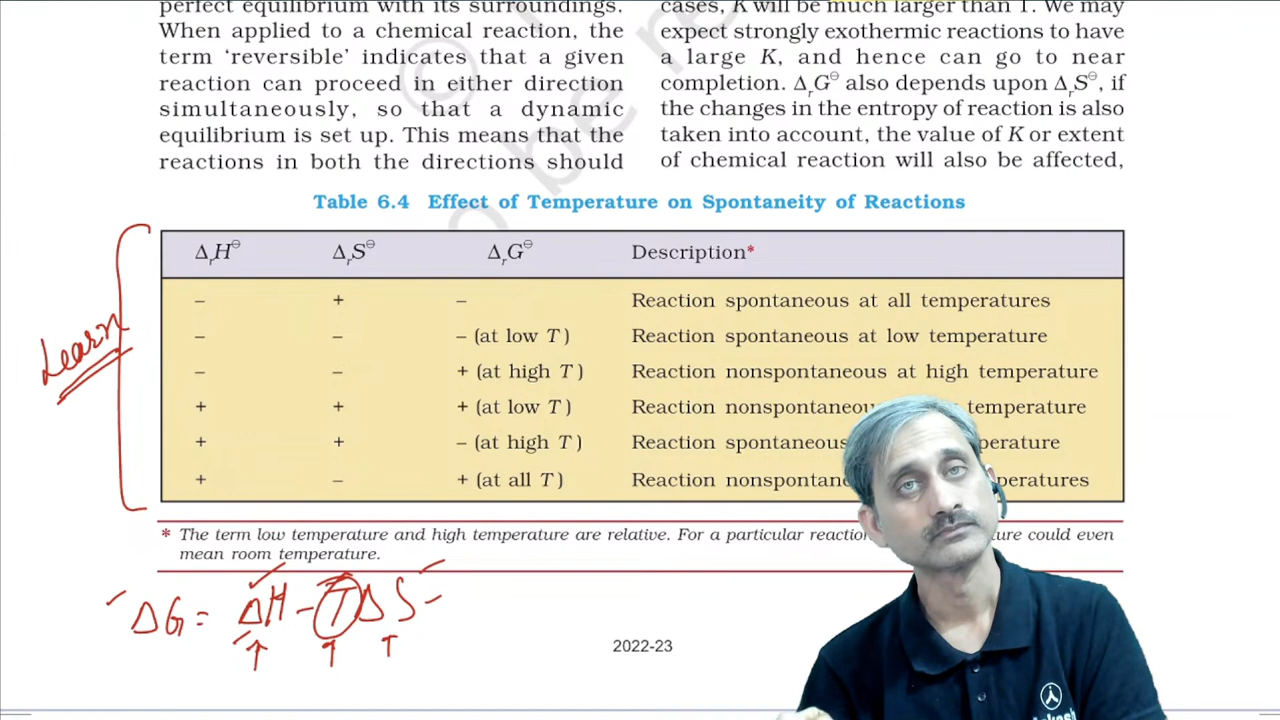 perfect equilibrium with its surroundings.
When applied to a chemical reaction, the
term ‘reversible’ indicates that a given
reaction can proceed in either direction
simultaneously, so that a dynamic
equilibrium is set up. This means that the
reactions in both the directions should
cases, K will be much larger than 1. We may
expect strongly exothermic reactions to have
a large K, and hence can go to near
completion. ΔᵣG⊖ also depends upon ΔᵣS⊖, if
the changes in the entropy of reaction is also
taken into account, the value of K or extent
of chemical reaction will also be affected,
Table 6.4 Effect of Temperature on Spontaneity of Reactions
ΔᵣH⊖ ΔᵣS⊖ ΔᵣG⊖ Description*
– + – Reaction spontaneous at all temperatures
– – – (at low T ) Reaction spontaneous at low temperature
– – + (at high T ) Reaction nonspontaneous at high temperature
+ + + (at low T ) Reaction temperature
+ + – (at high T ) Reaction spontaneous
+ – + (at all T ) Reaction
Learn
* The term low temperature and high temperature are relative. For a particular could even
mean room temperature.
ΔG = ΔH – TΔS
2022-23